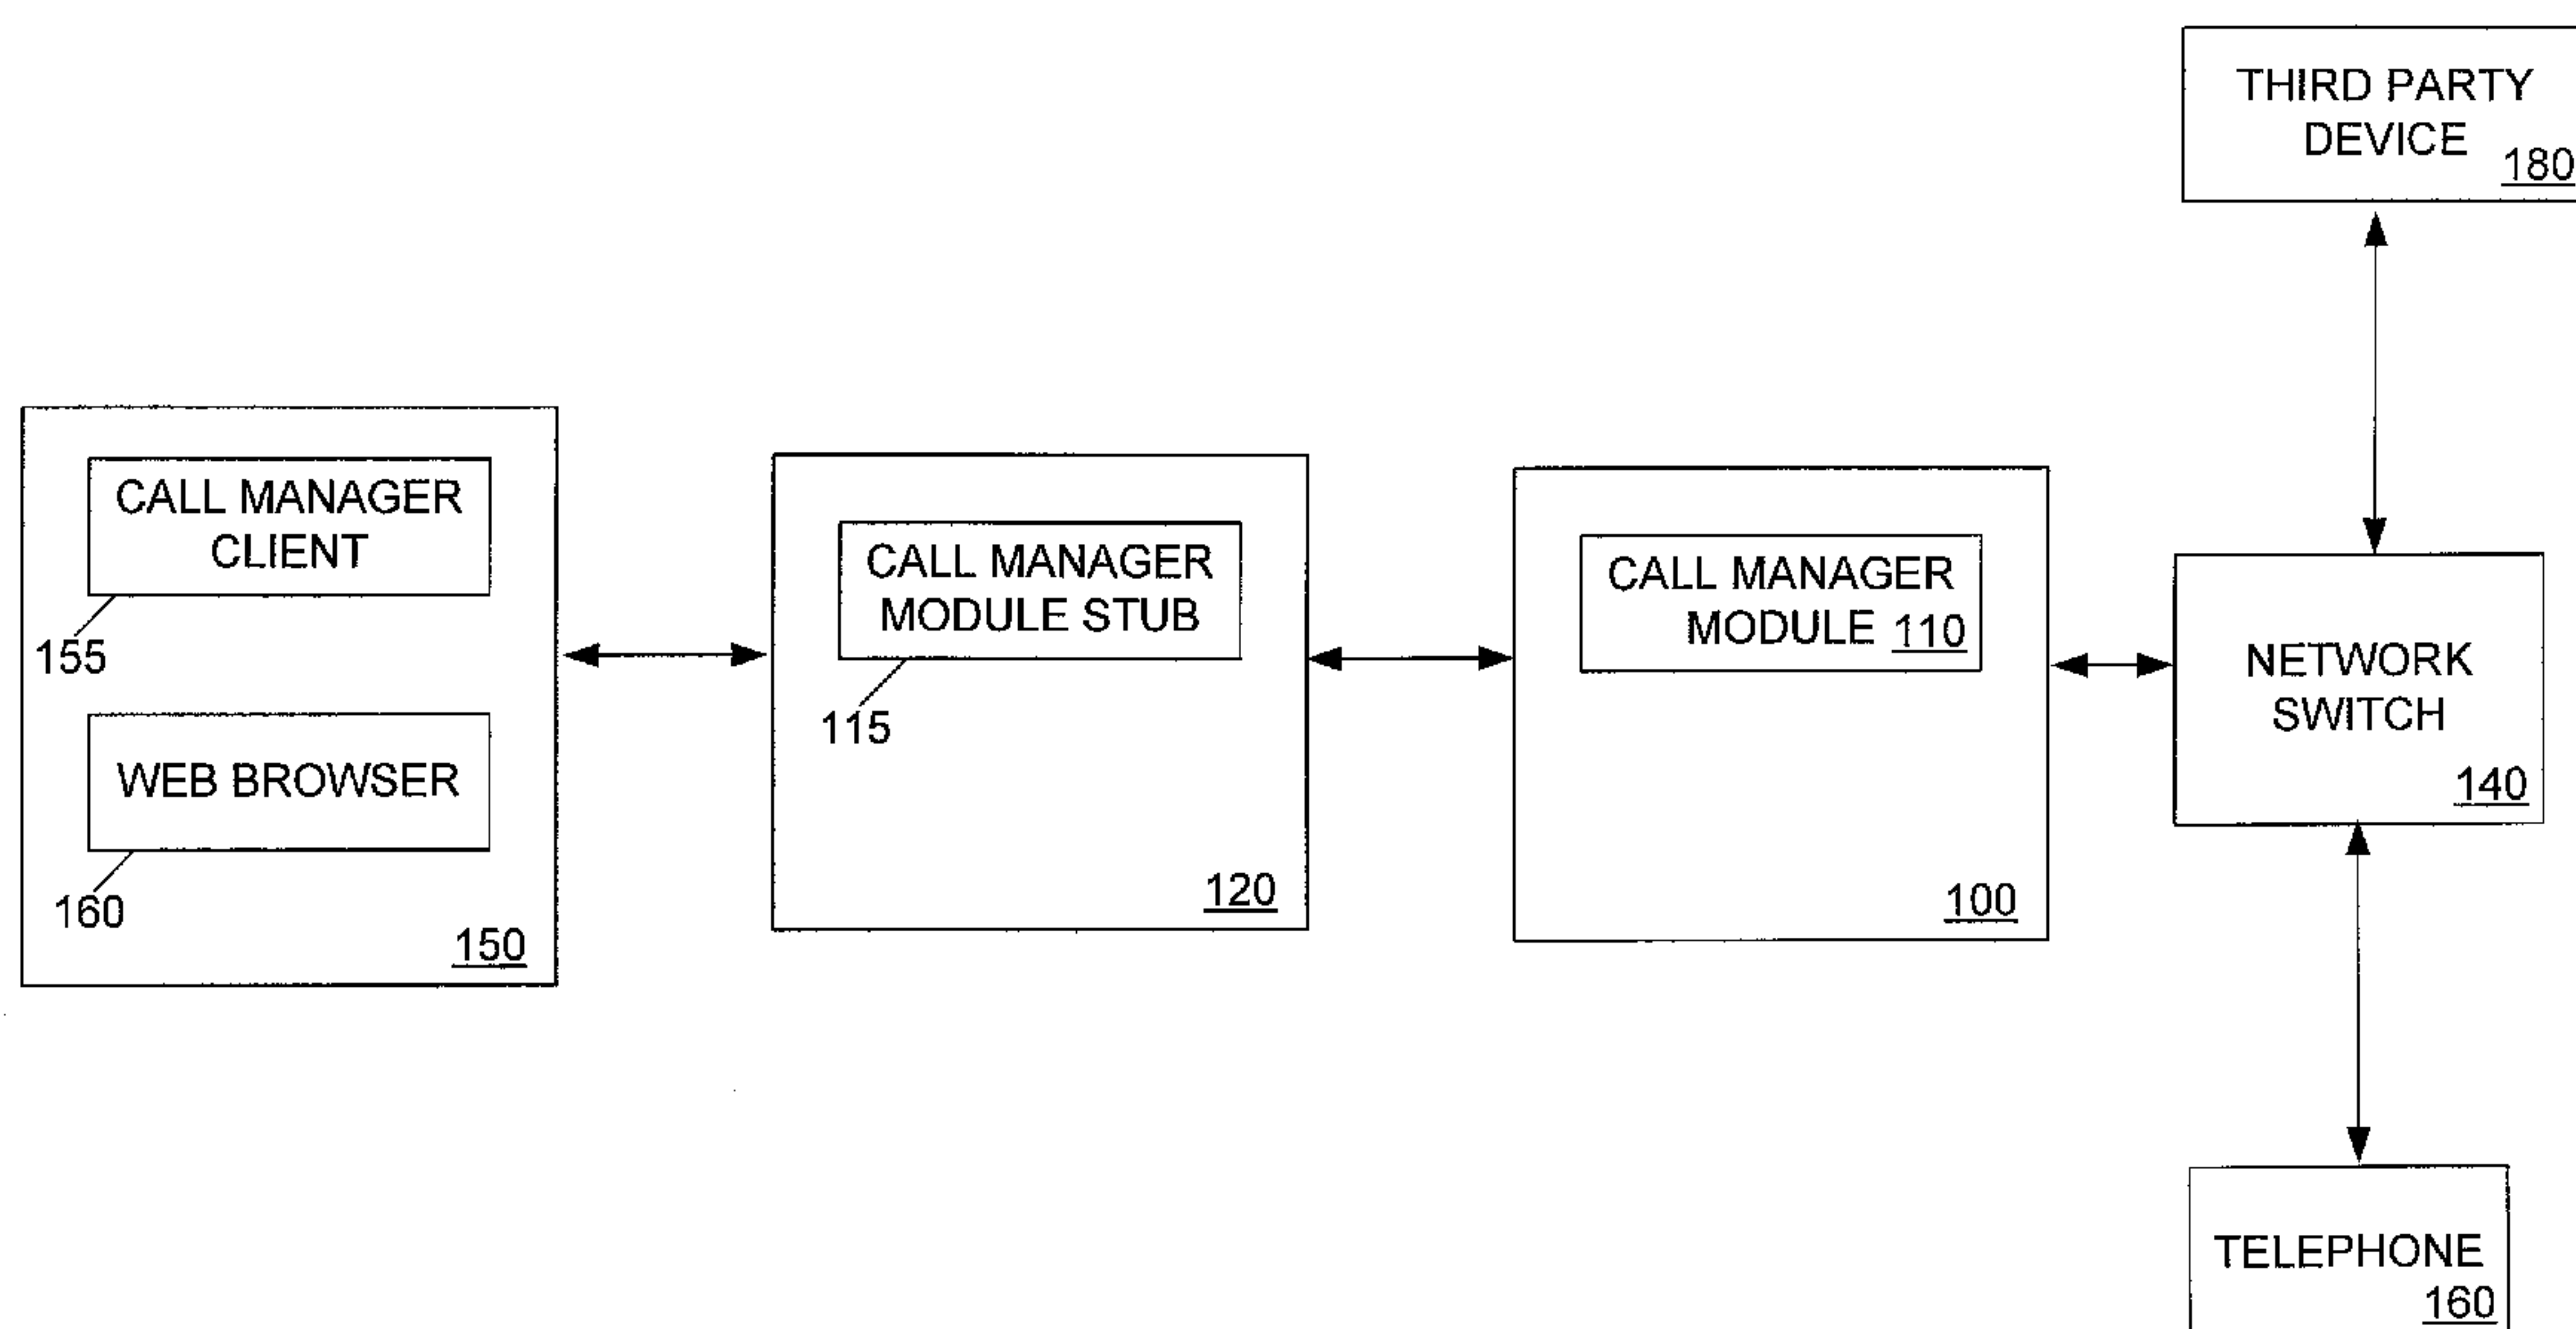 THIRD PARTY
DEVICE
180
CALL MANAGER
CLIENT
155
WEB BROWSER
160
150
CALL MANAGER
MODULE STUB
115
120
CALL MANAGER
MODULE 110
100
NETWORK
SWITCH
140
TELEPHONE
160